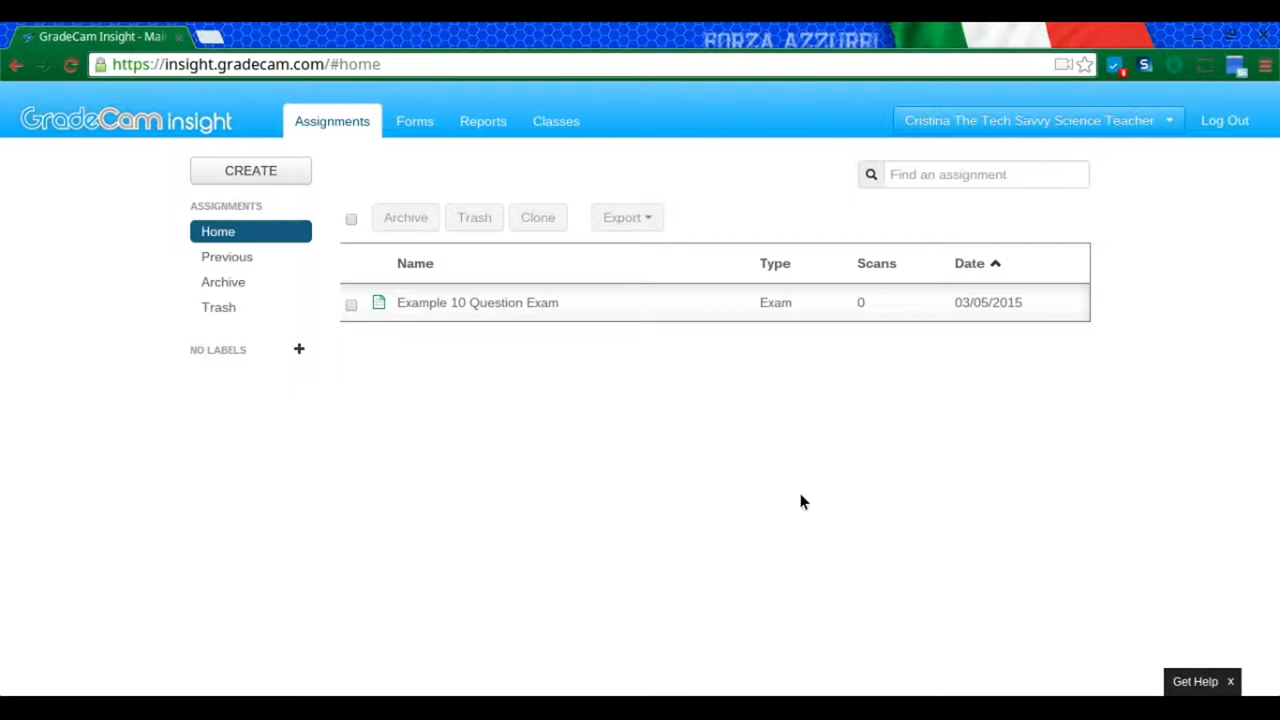 GradeCam Insight - Mai
FORZA AZZURRI
https://insight.gradecam.com/#home
GradeCam insight
Assignments
Forms
Reports
Classes
Cristina The Tech Savvy Science Teacher
Log Out
CREATE
Find an assignment
ASSIGNMENTS
Home
Previous
Archive
Trash
NO LABELS
Archive
Trash
Clone
Export
Name
Type
Scans
Date
Example 10 Question Exam
Exam
0
03/05/2015
Get Help x